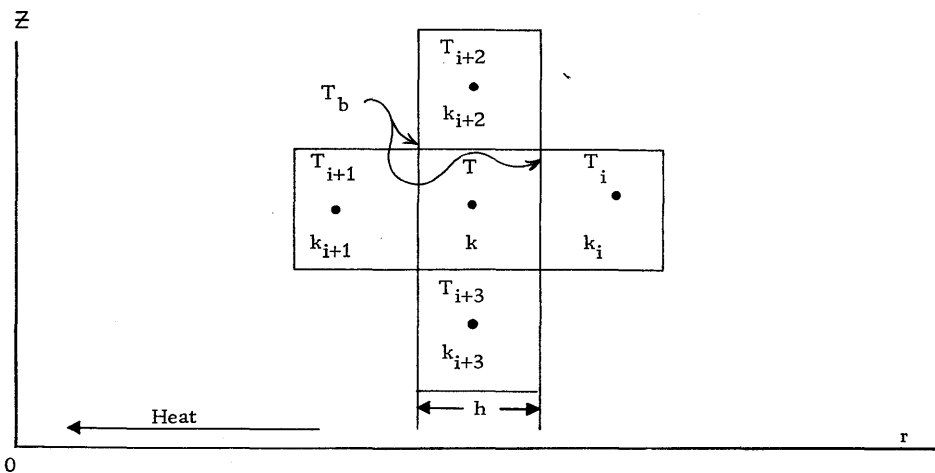 Z
T_{i+2}
k_{i+2}
T_b
T_{i+1}
k_{i+1}
T
k
T_i
k_i
T_{i+3}
k_{i+3}
h
Heat
r
0